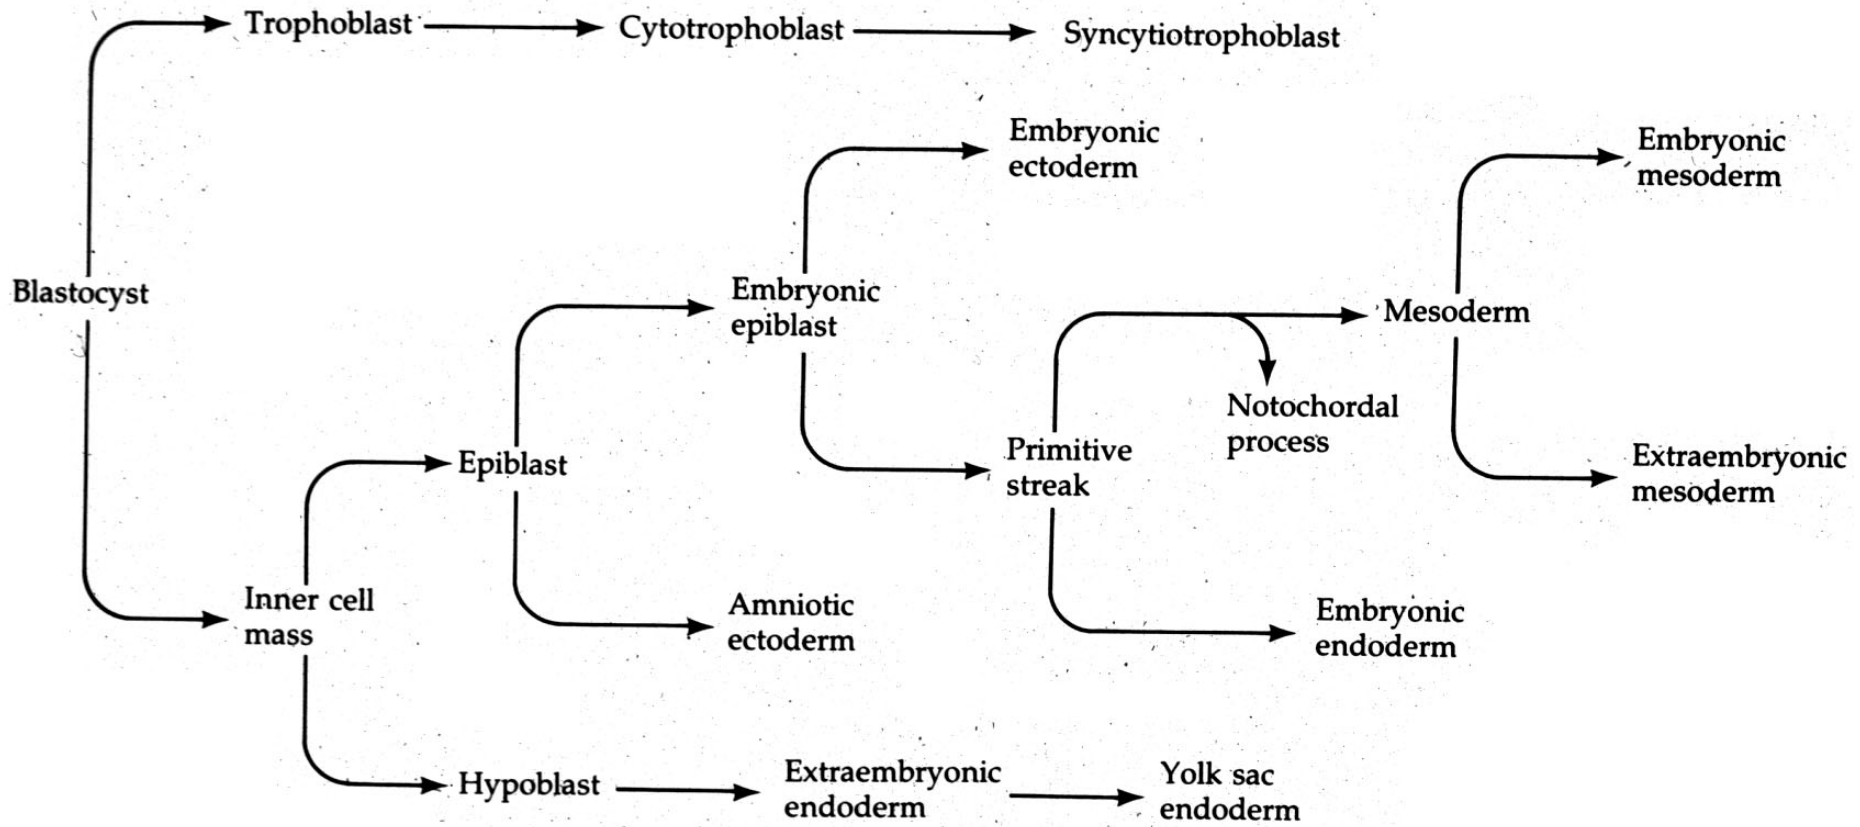 Trophoblast
Cytotrophoblast
Syncytiotrophoblast
Embryonic
ectoderm
Embryonic
mesoderm
Blastocyst
Embryonic
epiblast
Mesoderm
Notochordal
process
Epiblast
Primitive
streak
Extraembryonic
mesoderm
Inner cell
mass
Amniotic
ectoderm
Embryonic
endoderm
Hypoblast
Extraembryonic
endoderm
Yolk sac
endoderm